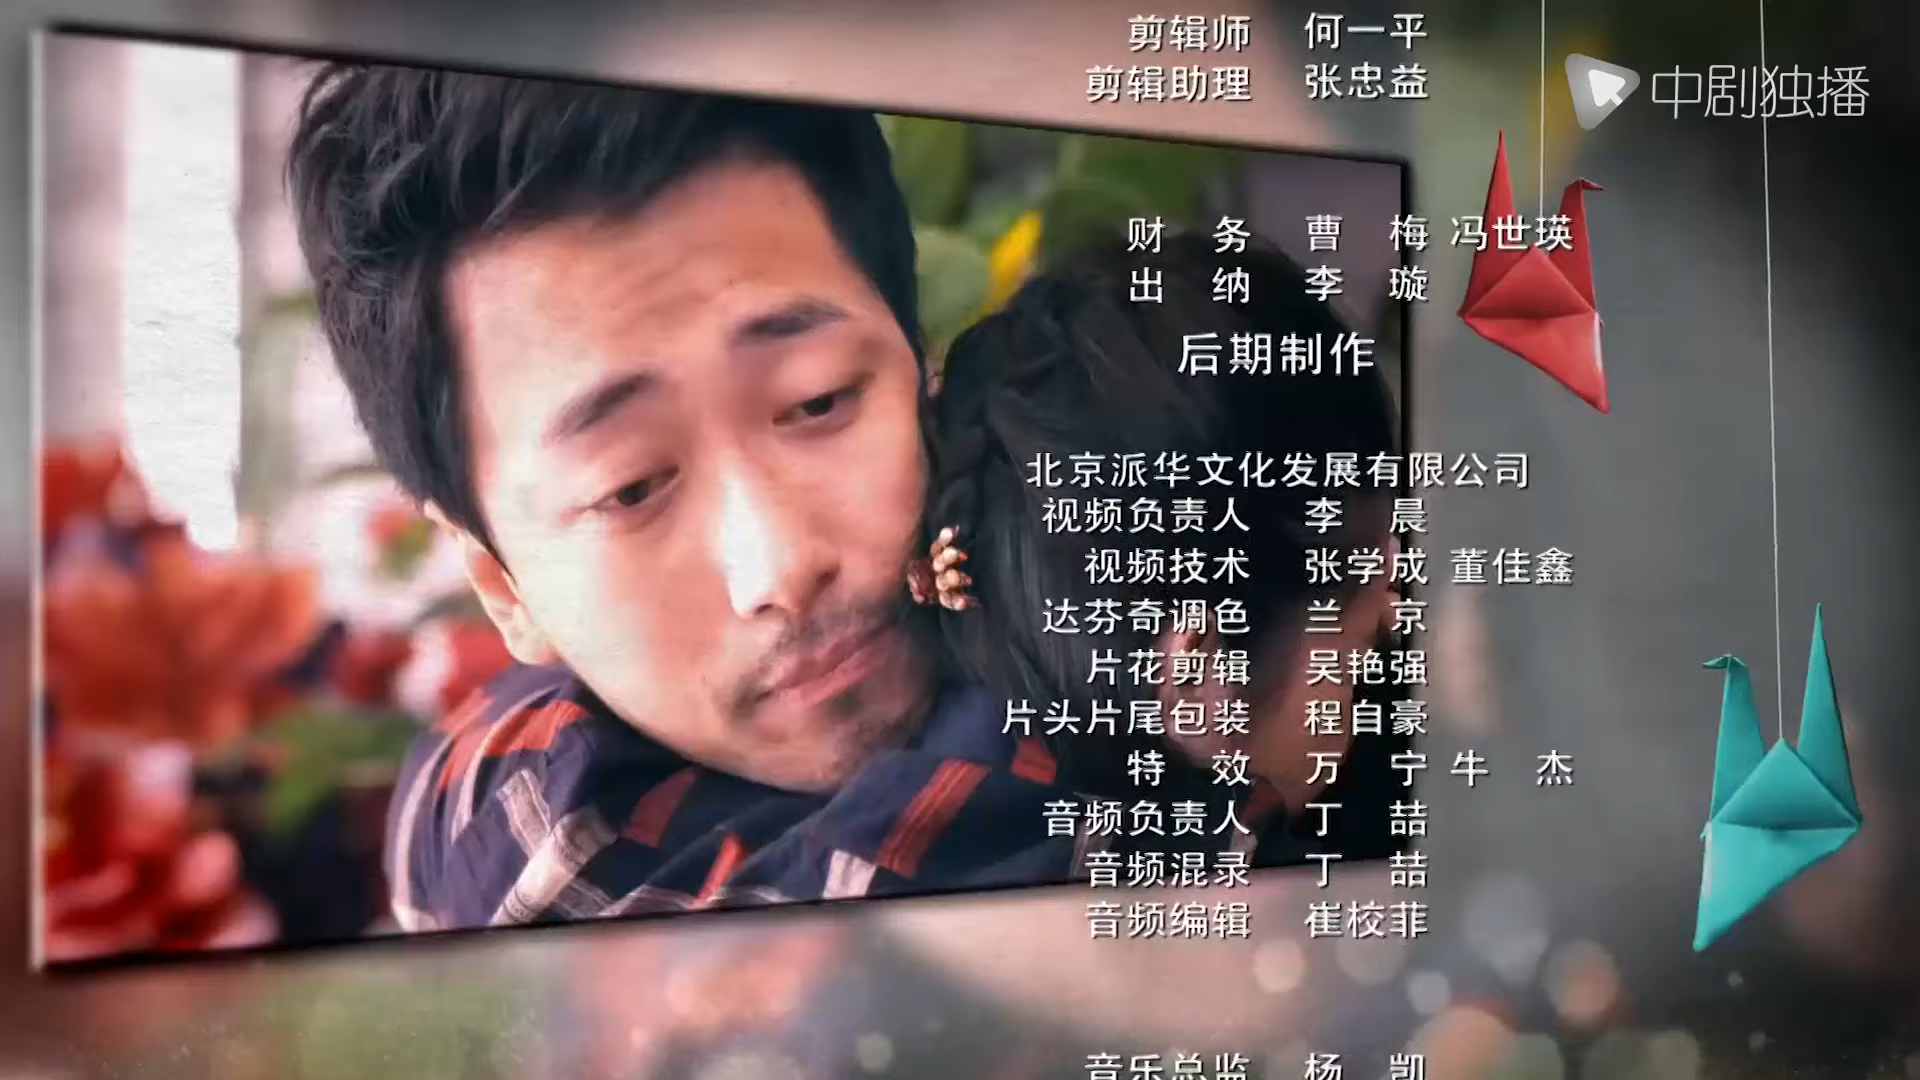 剪辑师 何一平
剪辑助理 张忠益
中剧独播
财务 曹梅 冯世瑛
出纳 李璇
后期制作
北京派华文化发展有限公司
视频负责人 李晨
视频技术 张学成 董佳鑫
达芬奇调色 兰京
片花剪辑 吴艳强
片头片尾包装 程自豪
特效 万宁 牛杰
音频负责人 丁喆
音频混录 丁喆
音频编辑 崔校菲
音乐总监 杨凯